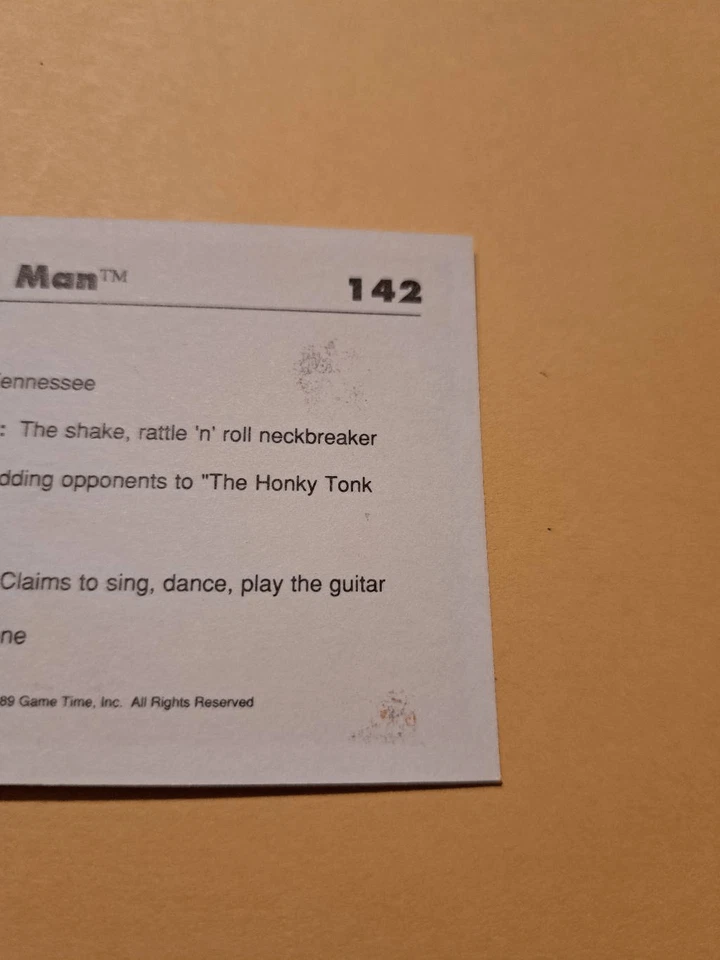 Man™ 142
ennessee
: The shake, rattle 'n' roll neckbreaker
dding opponents to "The Honky Tonk
Claims to sing, dance, play the guitar
ne
89 Game Time, Inc. All Rights Reserved